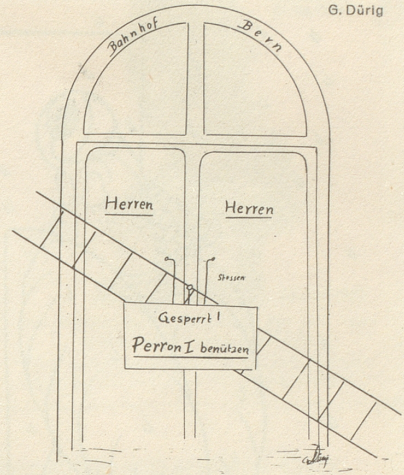 G. Dürig
Bahnhof Bern
Herren
Herren
Stossen
Gesperrt!
Perron I benützen